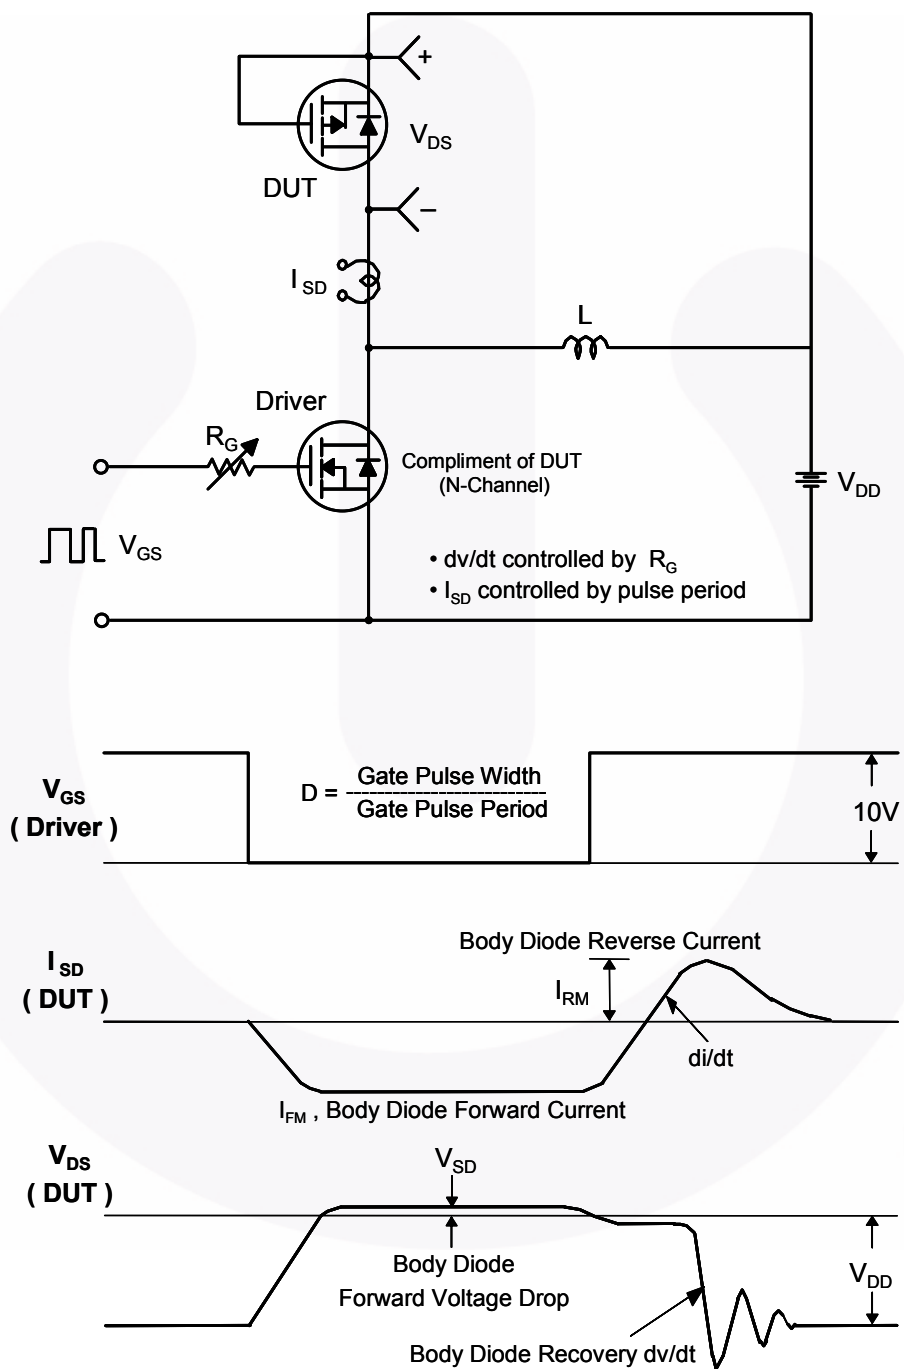 +
V_DS
DUT
−
I_SD
L
Driver
R_G
Compliment of DUT
(N-Channel)
V_DD
V_GS
• dv/dt controlled by R_G
• I_SD controlled by pulse period
V_GS
( Driver )
D = Gate Pulse Width
--------------------------
Gate Pulse Period
10V
I_SD
( DUT )
Body Diode Reverse Current
I_RM
di/dt
I_FM , Body Diode Forward Current
V_DS
( DUT )
V_SD
Body Diode
Forward Voltage Drop
V_DD
Body Diode Recovery dv/dt